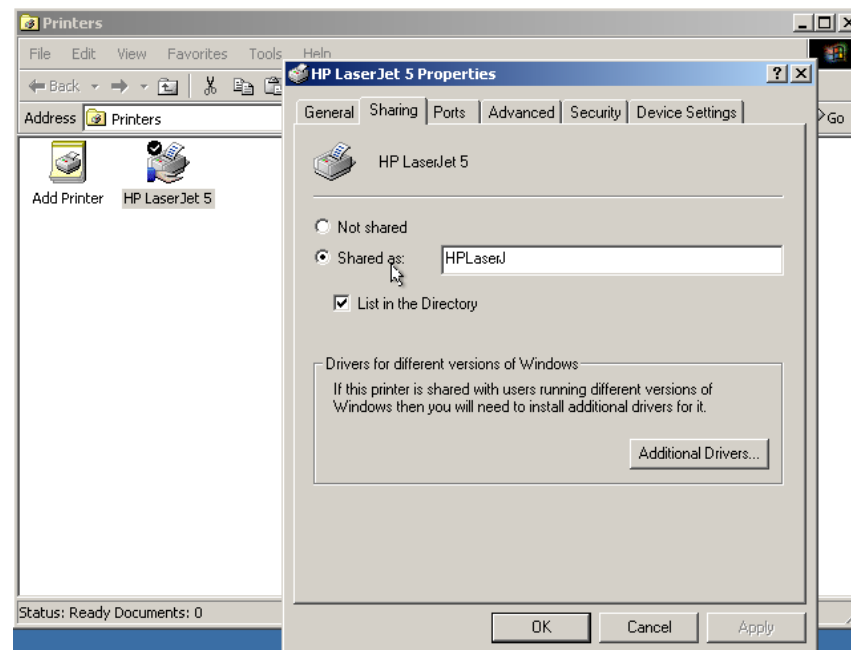 Printers
File Edit View Favorites Tools Help
Back
Address Printers
Go
Add Printer HP LaserJet 5
Status: Ready Documents: 0
HP LaserJet 5 Properties
General Sharing Ports Advanced Security Device Settings
HP LaserJet 5
Not shared
Shared as: HPLaserJ
List in the Directory
Drivers for different versions of Windows
If this printer is shared with users running different versions of
Windows then you will need to install additional drivers for it.
Additional Drivers...
OK Cancel Apply